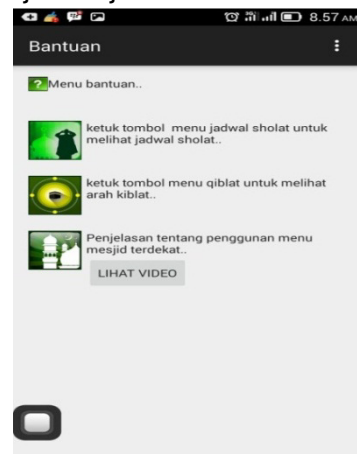 8.57 AM
Bantuan
Menu bantuan..
ketuk tombol menu jadwal sholat untuk
melihat jadwal sholat..
ketuk tombol menu qiblat untuk melihat
arah kiblat..
Penjelasan tentang penggunan menu
mesjid terdekat..
LIHAT VIDEO